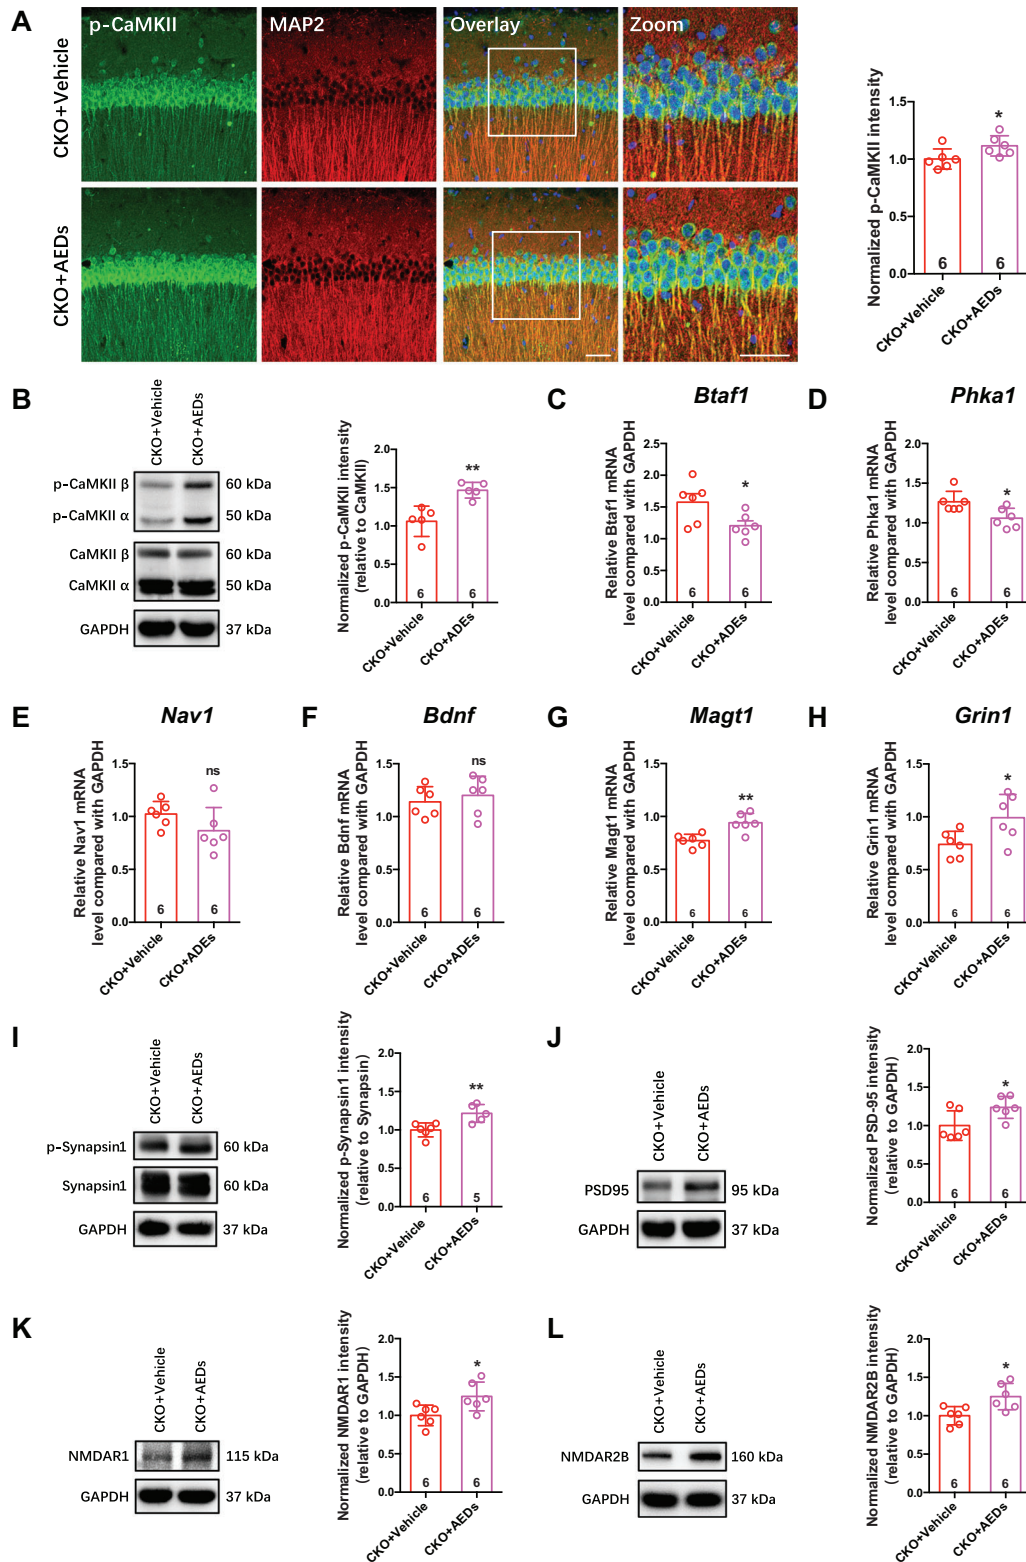 A
p-CaMKII
MAP2
Overlay
Zoom
CKO+Vehicle
CKO+AEDs
Normalized p-CaMKII intensity
1.5
1.0
0.5
0.0
*
6
6
CKO+Vehicle
CKO+AEDs
B
CKO+Vehicle
CKO+AEDs
p-CaMKII β
60 kDa
p-CaMKII α
50 kDa
CaMKII β
60 kDa
CaMKII α
50 kDa
GAPDH
37 kDa
Normalized p-CaMKII intensity
(relative to CaMKII)
2.0
1.5
1.0
0.5
0.0
**
6
6
CKO+Vehicle
CKO+ADEs
C
Btaf1
Relative Btaf1 mRNA
level compared with GAPDH
2.5
2.0
1.5
1.0
0.5
0.0
*
6
6
CKO+Vehicle
CKO+ADEs
D
Phka1
Relative Phka1 mRNA
level compared with GAPDH
2.0
1.5
1.0
0.5
0.0
*
6
6
CKO+Vehicle
CKO+ADEs
E
Nav1
Relative Nav1 mRNA
level compared with GAPDH
1.5
1.0
0.5
0.0
ns
6
6
CKO+Vehicle
CKO+ADEs
F
Bdnf
Relative Bdnf mRNA
level compared with GAPDH
1.5
1.0
0.5
0.0
ns
6
6
CKO+Vehicle
CKO+ADEs
G
Magt1
Relative Magt1 mRNA
level compared with GAPDH
1.5
1.0
0.5
0.0
**
6
6
CKO+Vehicle
CKO+ADEs
H
Grin1
Relative Grin1 mRNA
level compared with GAPDH
1.5
1.0
0.5
0.0
*
6
6
CKO+Vehicle
CKO+ADEs
I
CKO+Vehicle
CKO+AEDs
p-Synapsin1
60 kDa
Synapsin1
60 kDa
GAPDH
37 kDa
Normalized p-Synapsin1 intensity
(relative to Synapsin)
2.0
1.5
1.0
0.5
0.0
**
6
5
CKO+Vehicle
CKO+AEDs
J
CKO+Vehicle
CKO+AEDs
PSD95
95 kDa
GAPDH
37 kDa
Normalized PSD-95 intensity
(relative to GAPDH)
2.0
1.5
1.0
0.5
0.0
*
6
6
CKO+Vehicle
CKO+AEDs
K
CKO+Vehicle
CKO+AEDs
NMDAR1
115 kDa
GAPDH
37 kDa
Normalized NMDAR1 intensity
(relative to GAPDH)
2.0
1.5
1.0
0.5
0.0
*
6
6
CKO+Vehicle
CKO+AEDs
L
CKO+Vehicle
CKO+AEDs
NMDAR2B
160 kDa
GAPDH
37 kDa
Normalized NMDAR2B intensity
(relative to GAPDH)
2.0
1.5
1.0
0.5
0.0
*
6
6
CKO+Vehicle
CKO+AEDs